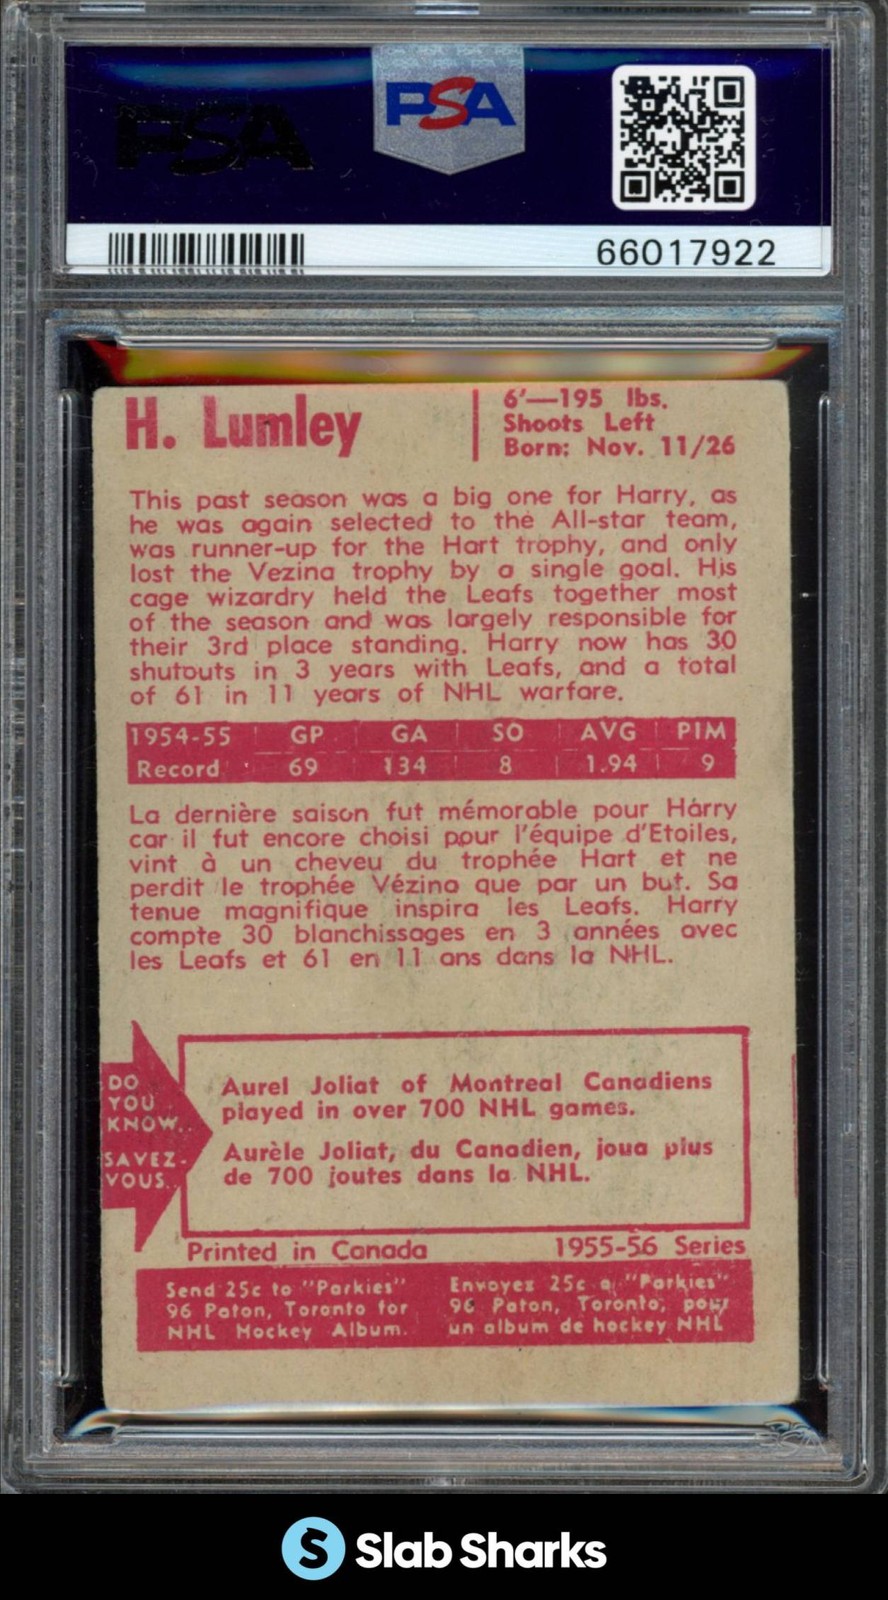 PSA
PSA
66017922
H. Lumley
6'—195 lbs.
Shoots Left
Born: Nov. 11/26
This past season was a big one for Harry, as
he was again selected to the All-star team,
was runner-up for the Hart trophy, and only
lost the Vezina trophy by a single goal. His
cage wizardry held the Leafs together most
of the season and was largely responsible for
their 3rd place standing. Harry now has 30
shutouts in 3 years with Leafs, and a total
of 61 in 11 years of NHL warfare.
1954-55 GP GA SO AVG PIM
Record 69 134 8 1.94 9
La dernière saison fut mémorable pour Harry
car il fut encore choisi pour l'équipe d'Etoiles,
vint à un cheveu du trophée Hart et ne
perdit le trophée Vézina que par un but. Sa
tenue magnifique inspira les Leafs. Harry
compte 30 blanchissages en 3 années avec
les Leafs et 61 en 11 ans dans la NHL.
DO
YOU
KNOW..
SAVEZ-
VOUS..
Aurel Joliat of Montreal Canadiens
played in over 700 NHL games.
Aurèle Joliat, du Canadien, joua plus
de 700 joutes dans la NHL.
Printed in Canada 1955-56 Series
Send 25c to "Parkies"
96 Paton, Toronto for
NHL Hockey Album.
Envoyez 25c a "Parkies"
96 Paton, Toronto, pour
un album de hockey NHL
S Slab Sharks